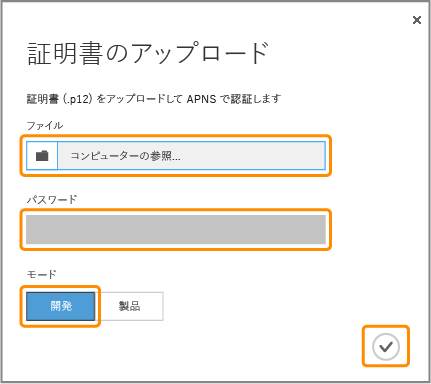 証明書のアップロード
証明書 (.p12) をアップロードして APNS で認証します
ファイル
コンピューターの参照...
パスワード
モード
開発 製品